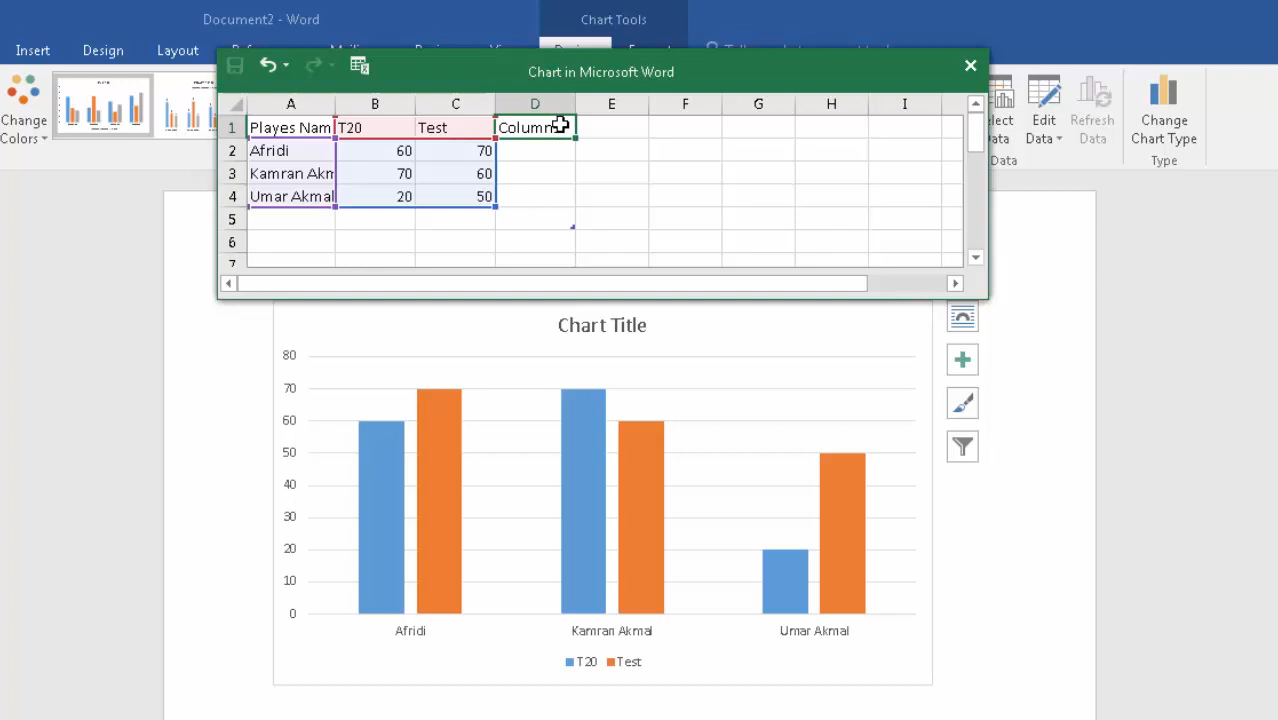 Document2 - Word
Chart Tools
Insert
Design
Layout
Chart in Microsoft Word
Change
Colors
Edit
Data
Refresh
Data
Change
Chart Type
Data
Type
A B C D E F G H I
1 Playes Nam T20 Test Column
2 Afridi 60 70
3 Kamran Akm 70 60
4 Umar Akmal 20 50
5
6
7
Chart Title
80
70
60
50
40
30
20
10
0
Afridi Kamran Akmal Umar Akmal
T20 Test